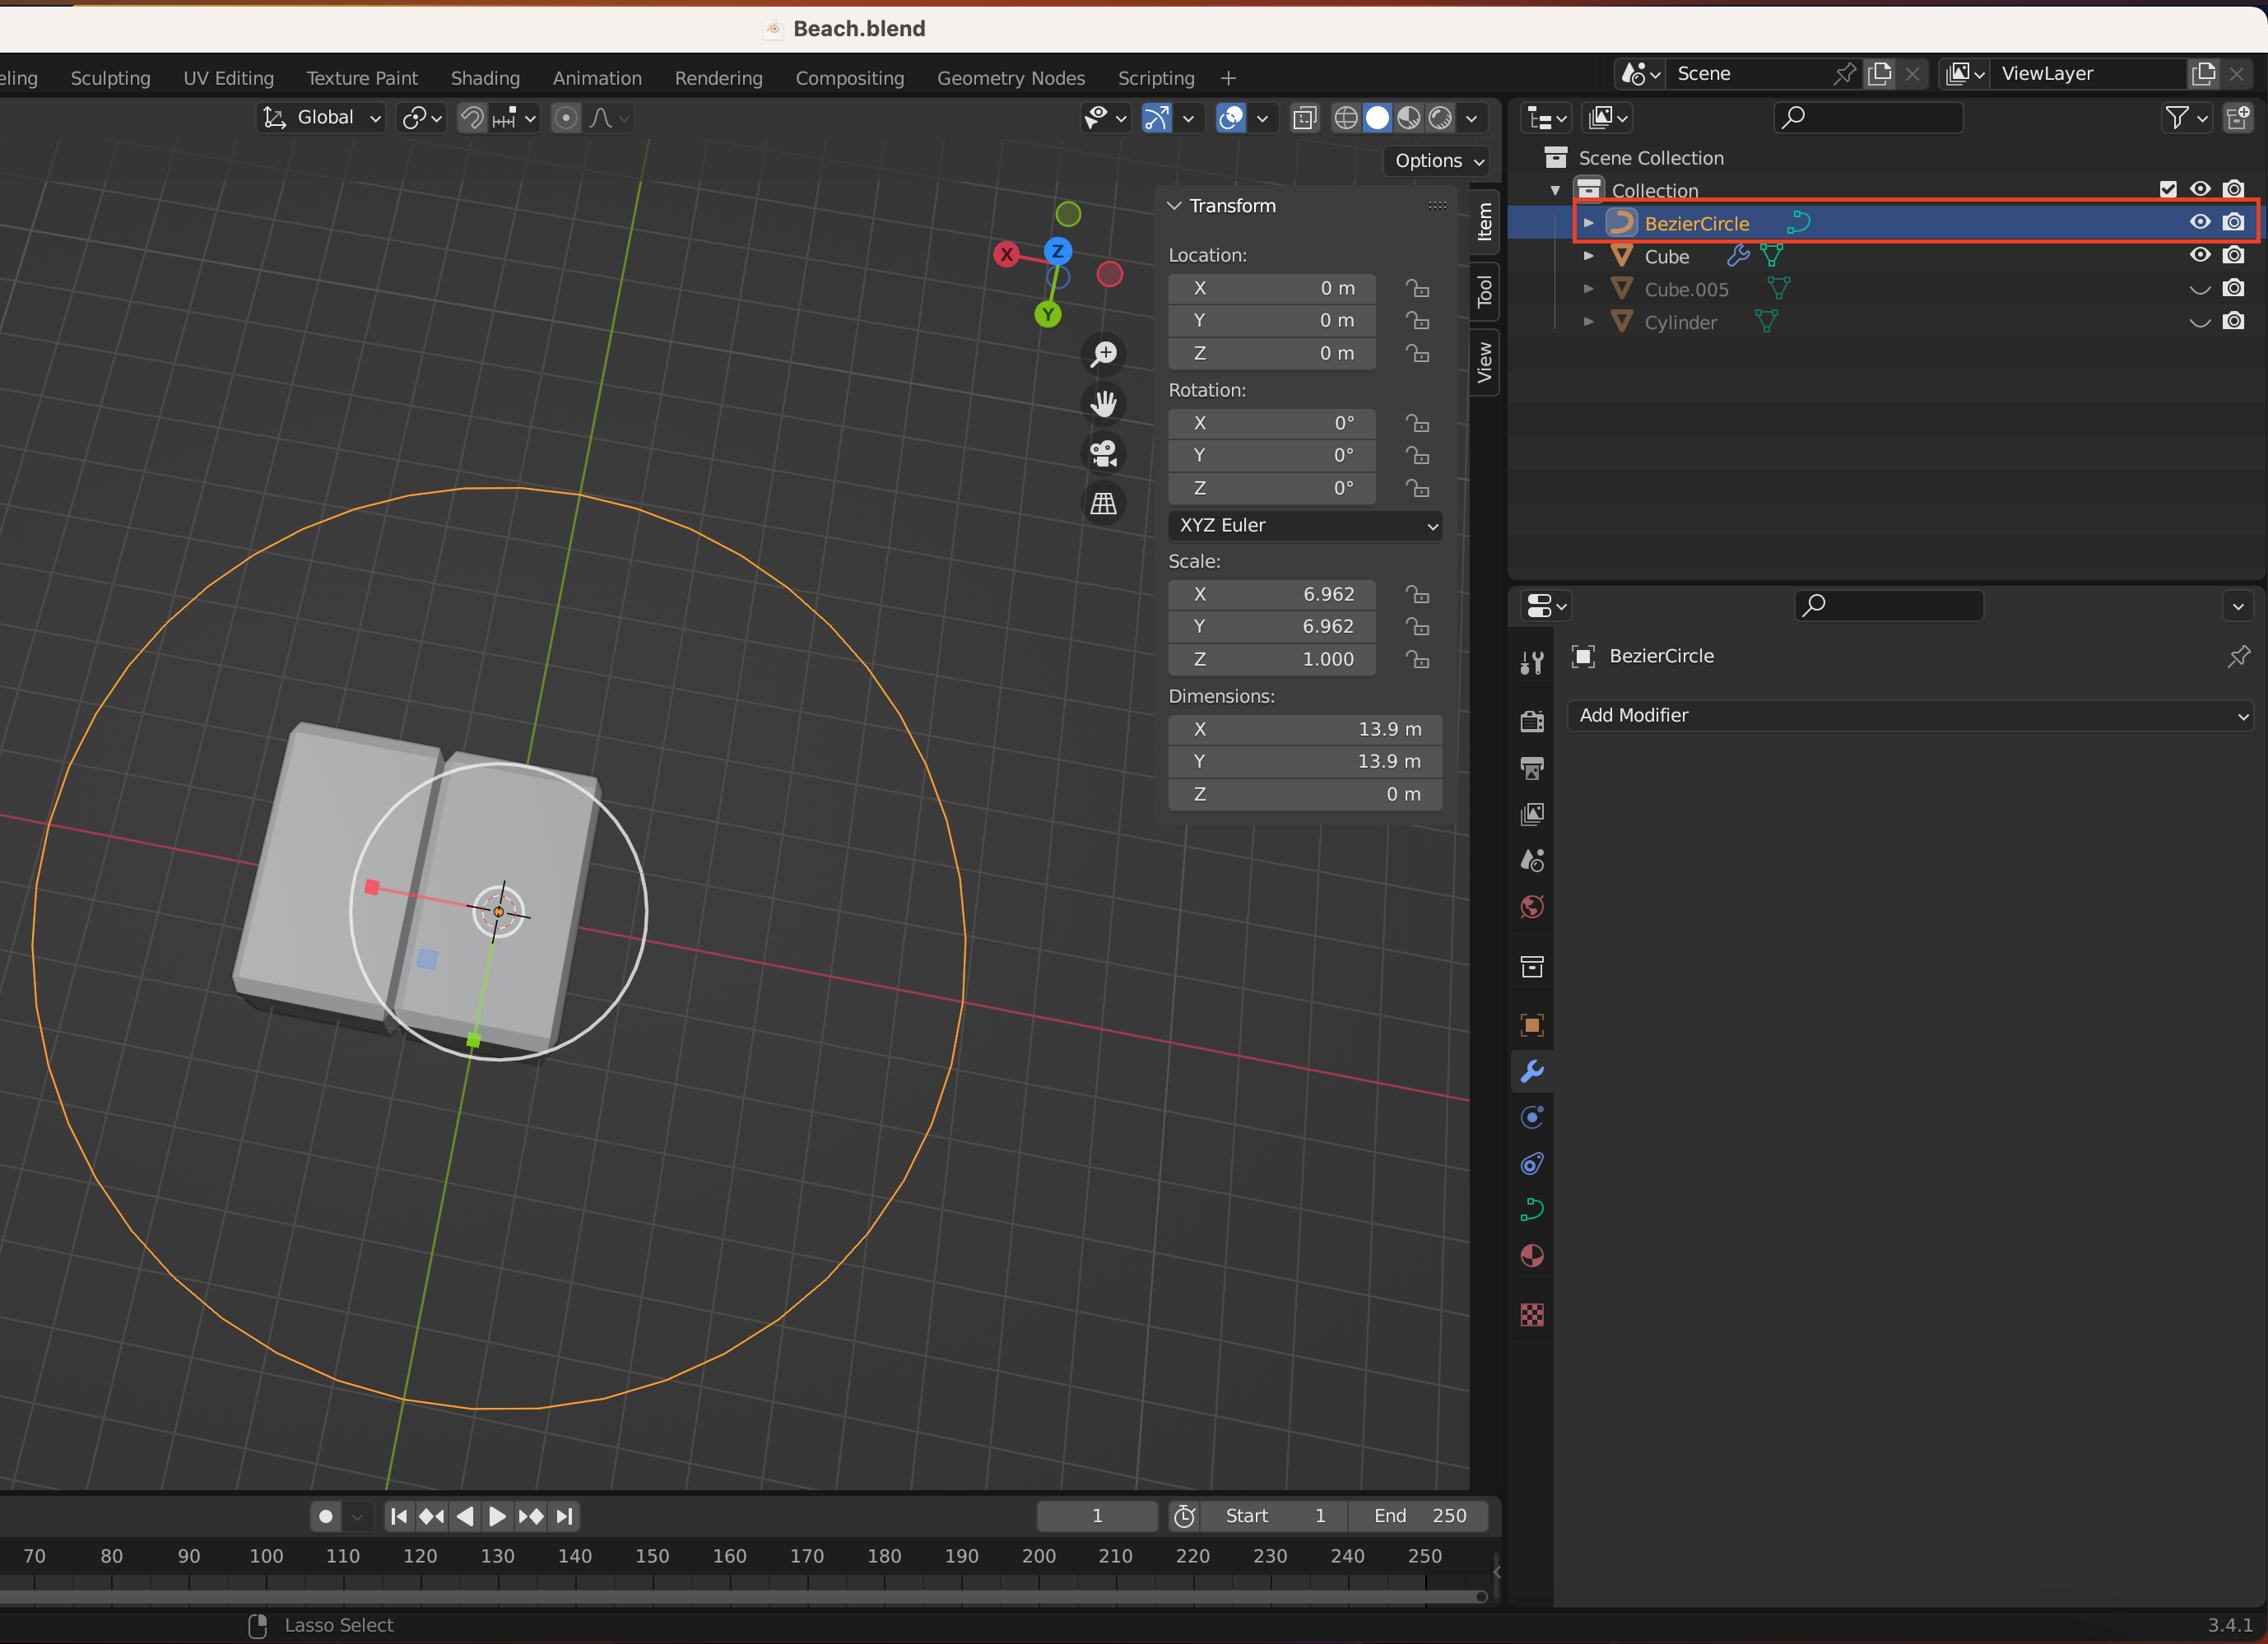 Beach.blend
eling Sculpting UV Editing Texture Paint Shading Animation Rendering Compositing Geometry Nodes Scripting +
Scene
ViewLayer
Global
Options
Transform
Location:
X 0 m
Y 0 m
Z 0 m
Rotation:
X 0°
Y 0°
Z 0°
XYZ Euler
Scale:
X 6.962
Y 6.962
Z 1.000
Dimensions:
X 13.9 m
Y 13.9 m
Z 0 m
Item
Tool
View
X
Z
Y
Scene Collection
Collection
BezierCircle
Cube
Cube.005
Cylinder
BezierCircle
Add Modifier
1
Start 1
End 250
70 80 90 100 110 120 130 140 150 160 170 180 190 200 210 220 230 240 250
Lasso Select
3.4.1